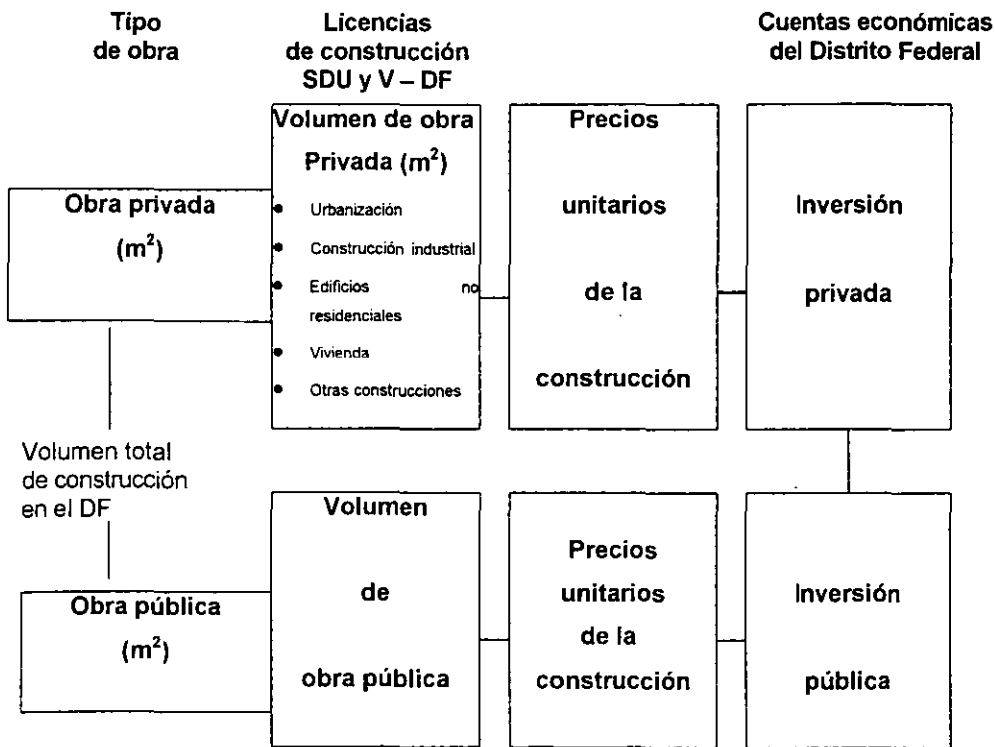 Tipo
de obra
Licencias
de construcción
SDU y V – DF
Cuentas económicas
del Distrito Federal
Obra privada
(m²)
Volumen de obra
Privada (m²)
• Urbanización
• Construcción industrial
• Edificios no
residenciales
• Vivienda
• Otras construcciones
Precios
unitarios
de la
construcción
Inversión
privada
Volumen total
de construcción
en el DF
Obra pública
(m²)
Volumen
de
obra pública
Precios
unitarios
de la
construcción
Inversión
pública